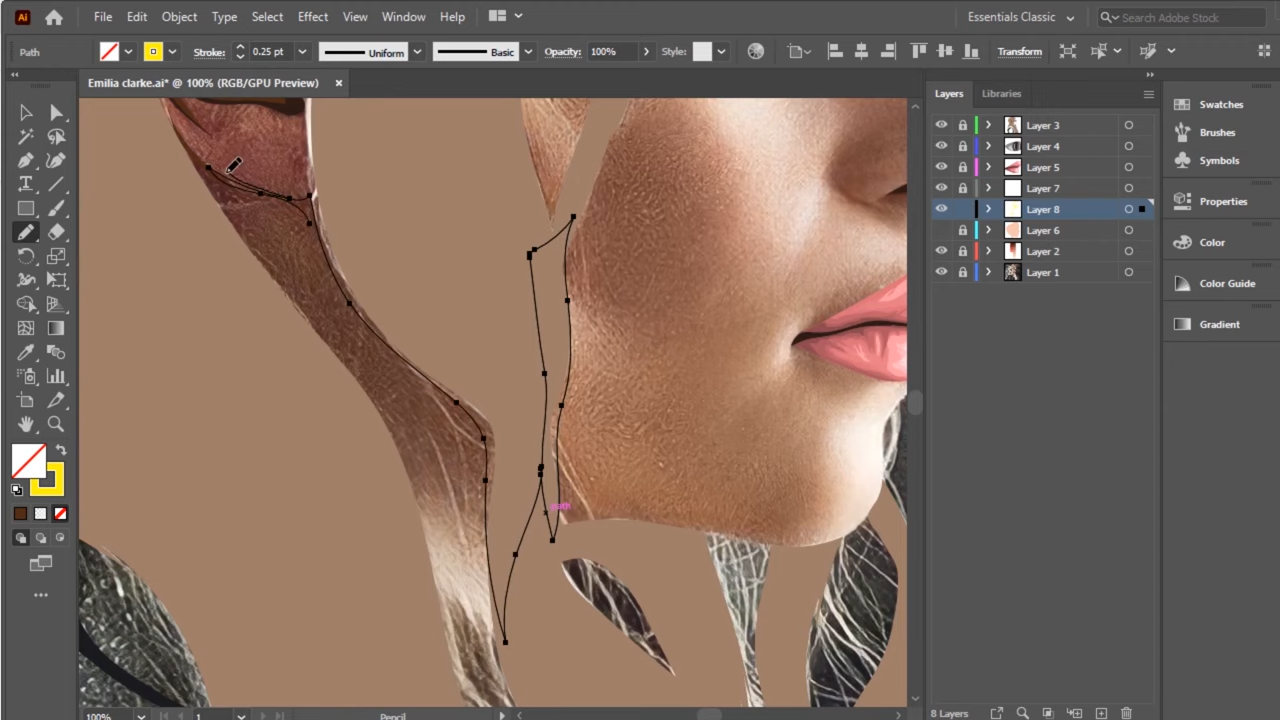 Ai File Edit Object Type Select Effect View Window Help Essentials Classic Search Adobe Stock
Path Stroke: 0.25 pt Uniform Basic Opacity: 100% Style: Transform
Emilia clarke.ai* @ 100% (RGB/GPU Preview)
Layers Libraries
Layer 3
Layer 4
Layer 5
Layer 7
Layer 8
Layer 6
Layer 2
Layer 1
Swatches
Brushes
Symbols
Properties
Color
Color Guide
Gradient
path
100% 1 Pencil
8 Layers